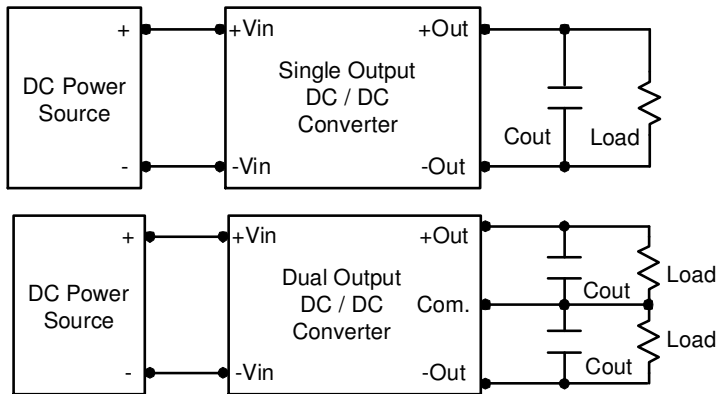 + +Vin +Out
DC Power
Source
Single Output
DC / DC
Converter
Cout Load
- -Vin -Out
+ +Vin +Out
DC Power
Source
Dual Output
DC / DC
Converter
Com.
Cout Load
Load
Cout
- -Vin -Out